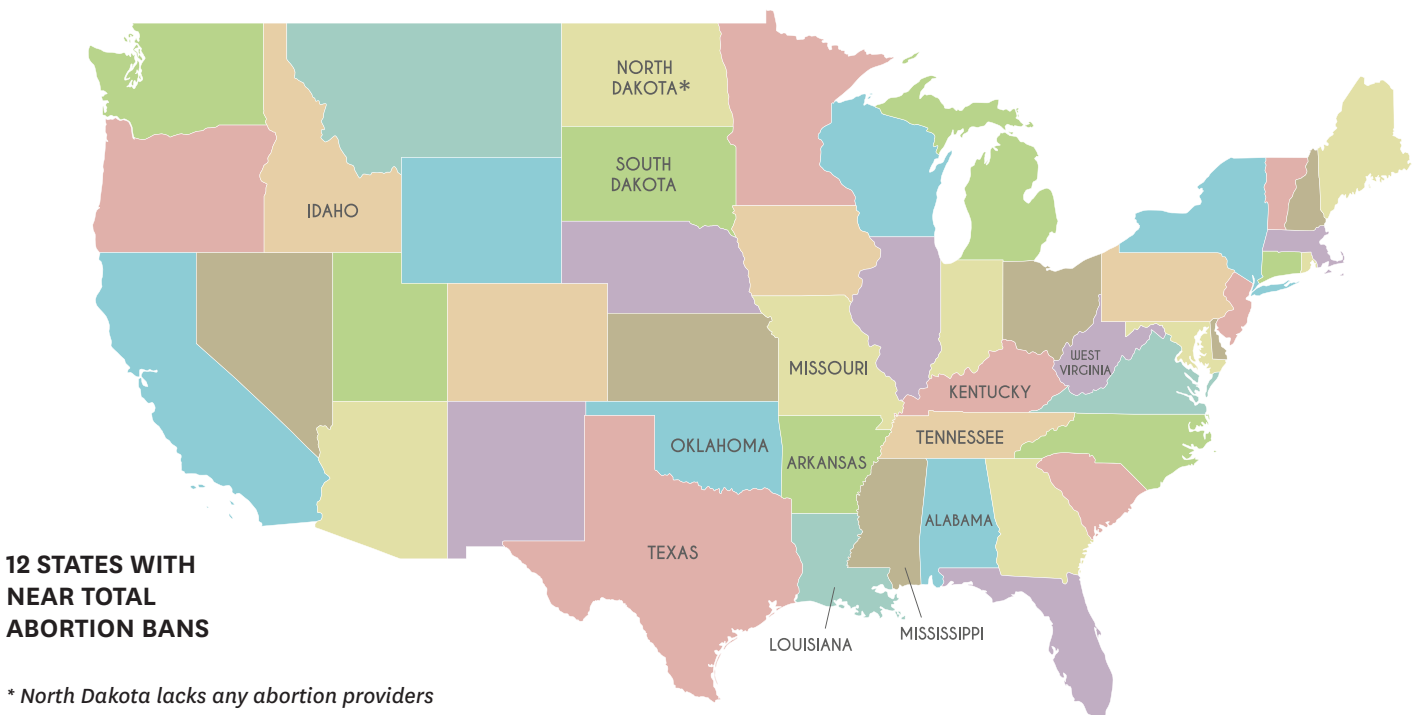 NORTH
DAKOTA*
SOUTH
DAKOTA
IDAHO
MISSOURI
WEST
VIRGINIA
KENTUCKY
TENNESSEE
OKLAHOMA
ARKANSAS
ALABAMA
TEXAS
LOUISIANA
MISSISSIPPI
12 STATES WITH
NEAR TOTAL
ABORTION BANS
* North Dakota lacks any abortion providers